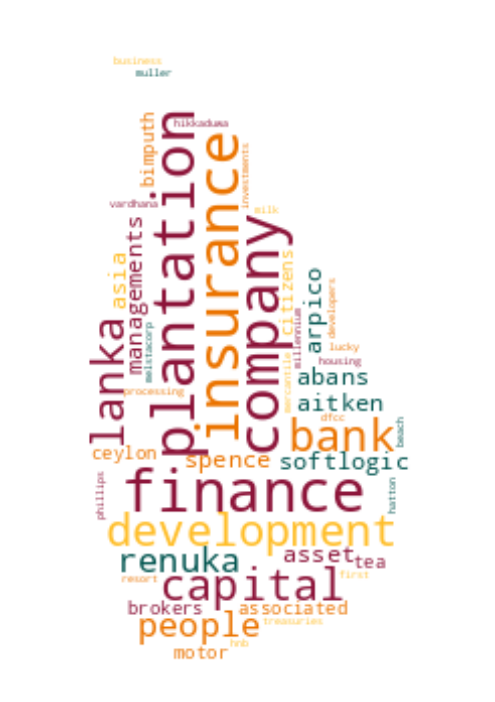 business
muller
hikkaduwa
bimputh
plantation
insurance
investments
vardhana
milk
managements
company
asia
citizens
arpico
developers
lanka
meistacorp
millennium
lucky
mercantile
housing
abans
processing
aitken
dfcc
bank
beach
ceylon
spence
softlogic
phillips
finance
hatton
development
renuka
asset
tea
resort
capital
first
brokers
associated
people
treasuries
hnb
motor